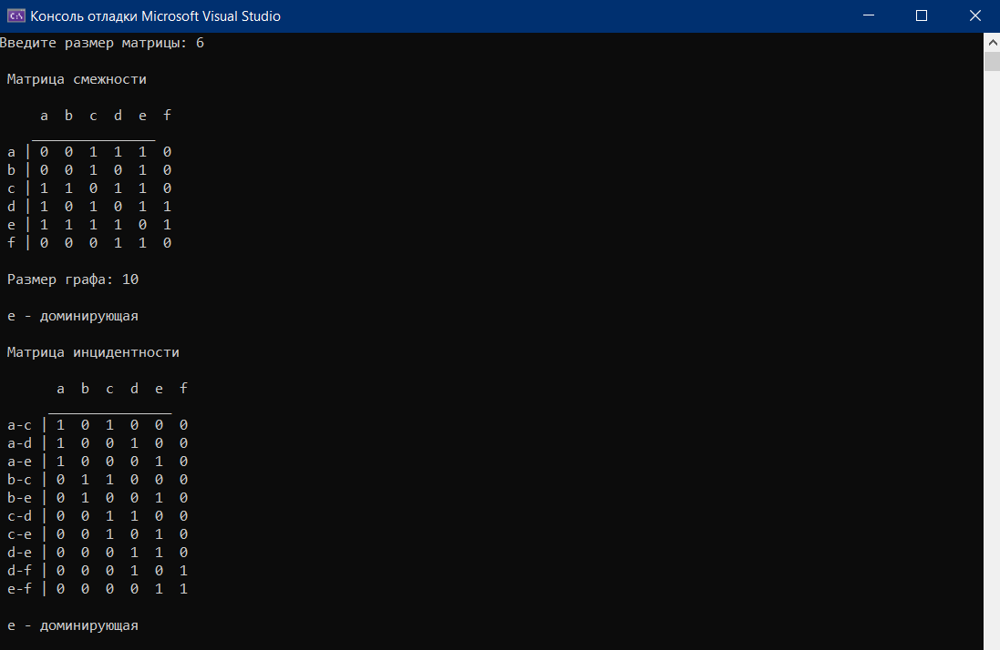 Консоль отладки Microsoft Visual Studio
Введите размер матрицы: 6
Матрица смежности
a b c d e f
_______________
a | 0 0 1 1 1 0
b | 0 0 1 0 1 0
c | 1 1 0 1 1 0
d | 1 0 1 0 1 1
e | 1 1 1 1 0 1
f | 0 0 0 1 1 0
Размер графа: 10
e - доминирующая
Матрица инцидентности
a b c d e f
_______________
a-c | 1 0 1 0 0 0
a-d | 1 0 0 1 0 0
a-e | 1 0 0 0 1 0
b-c | 0 1 1 0 0 0
b-e | 0 1 0 0 1 0
c-d | 0 0 1 1 0 0
c-e | 0 0 1 0 1 0
d-e | 0 0 0 1 1 0
d-f | 0 0 0 1 0 1
e-f | 0 0 0 0 1 1
e - доминирующая